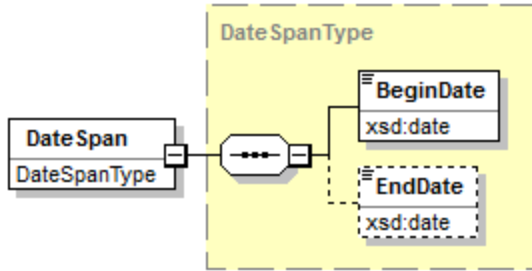 DateSpanType
BeginDate
xsd:date
DateSpan
DateSpanType
EndDate
xsd:date